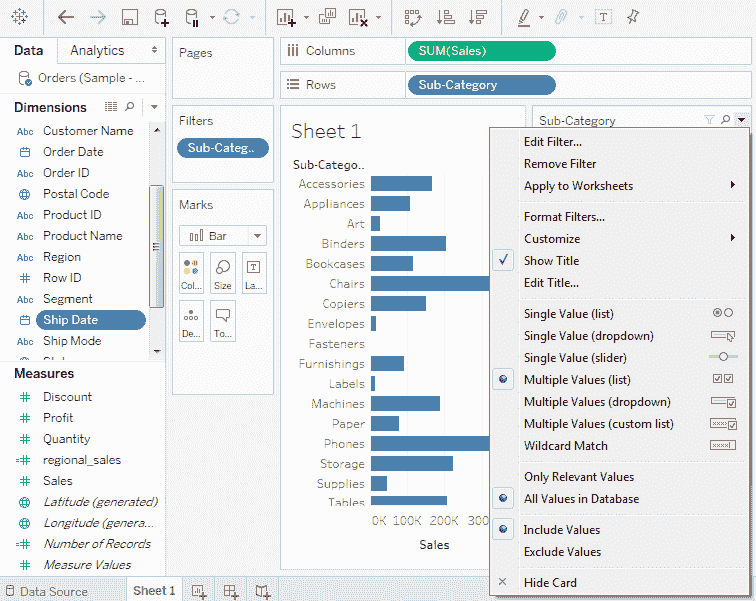 Data
Analytics
Orders (Sample - ...
Dimensions
Abc Customer Name
Order Date
Abc Order ID
Postal Code
Abc Product ID
Abc Product Name
Abc Region
# Row ID
Abc Segment
Ship Date
Abc Ship Mode
Measures
# Discount
# Profit
# Quantity
# regional_sales
# Sales
Latitude (generated)
Longitude (genera...
# Number of Records
# Measure Values
Pages
Filters
Sub-Categ..
Marks
Bar
Col...
Size
La...
De...
To...
Columns
SUM(Sales)
Rows
Sub-Category
Sheet 1
Sub-Catego..
Accessories
Appliances
Art
Binders
Bookcases
Chairs
Copiers
Envelopes
Fasteners
Furnishings
Labels
Machines
Paper
Phones
Storage
Supplies
Tables
0K 100K 200K 300
Sales
Sub-Category
Edit Filter...
Remove Filter
Apply to Worksheets
Format Filters...
Customize
Show Title
Edit Title...
Single Value (list)
Single Value (dropdown)
Single Value (slider)
Multiple Values (list)
Multiple Values (dropdown)
Multiple Values (custom list)
Wildcard Match
Only Relevant Values
All Values in Database
Include Values
Exclude Values
Hide Card
Data Source
Sheet 1